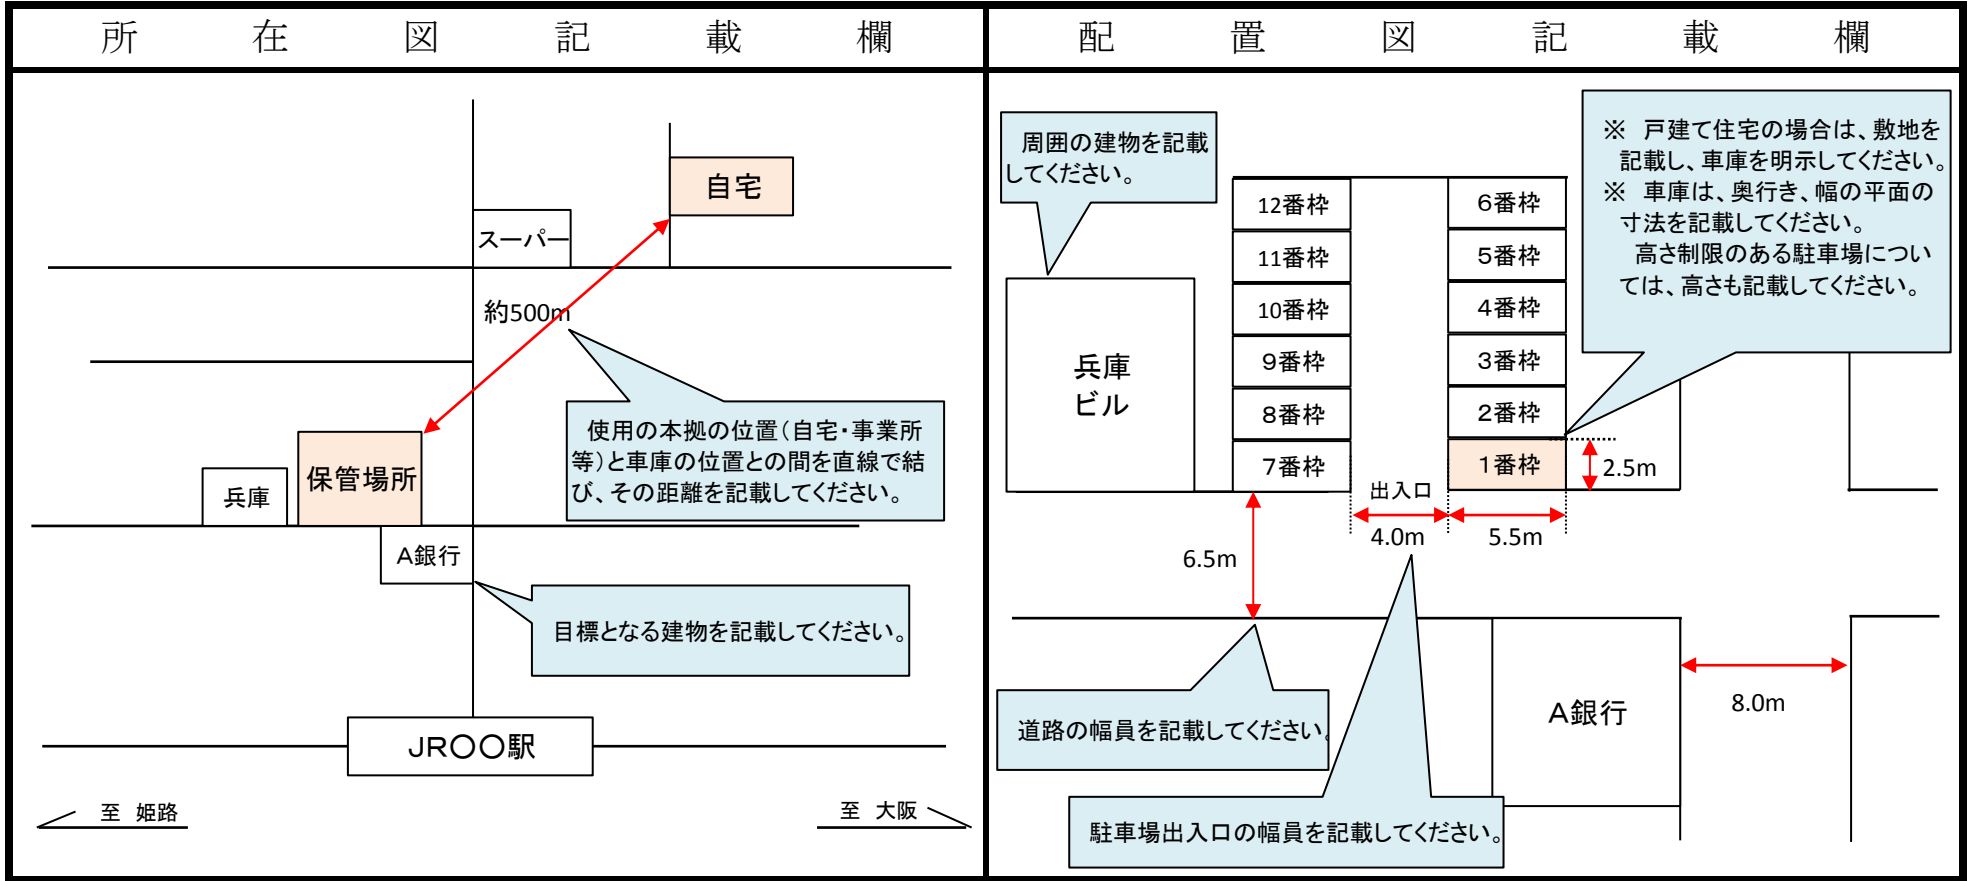 所在図記載欄
自宅
スーパー
約500m
使用の本拠の位置(自宅・事業所
等)と車庫の位置との間を直線で結
び、その距離を記載してください。
保管場所
兵庫
A銀行
目標となる建物を記載してください。
JR〇〇駅
至 姫路
至 大阪
配置図記載欄
周囲の建物を記載
してください。
※ 戸建て住宅の場合は、敷地を
記載し、車庫を明示してください。
※ 車庫は、奥行き、幅の平面の
寸法を記載してください。
高さ制限のある駐車場につい
ては、高さも記載してください。
12番枠
11番枠
10番枠
9番枠
8番枠
7番枠
6番枠
5番枠
4番枠
3番枠
2番枠
1番枠
兵庫
ビル
2.5m
出入口
4.0m
5.5m
6.5m
道路の幅員を記載してください。
A銀行
8.0m
駐車場出入口の幅員を記載してください。